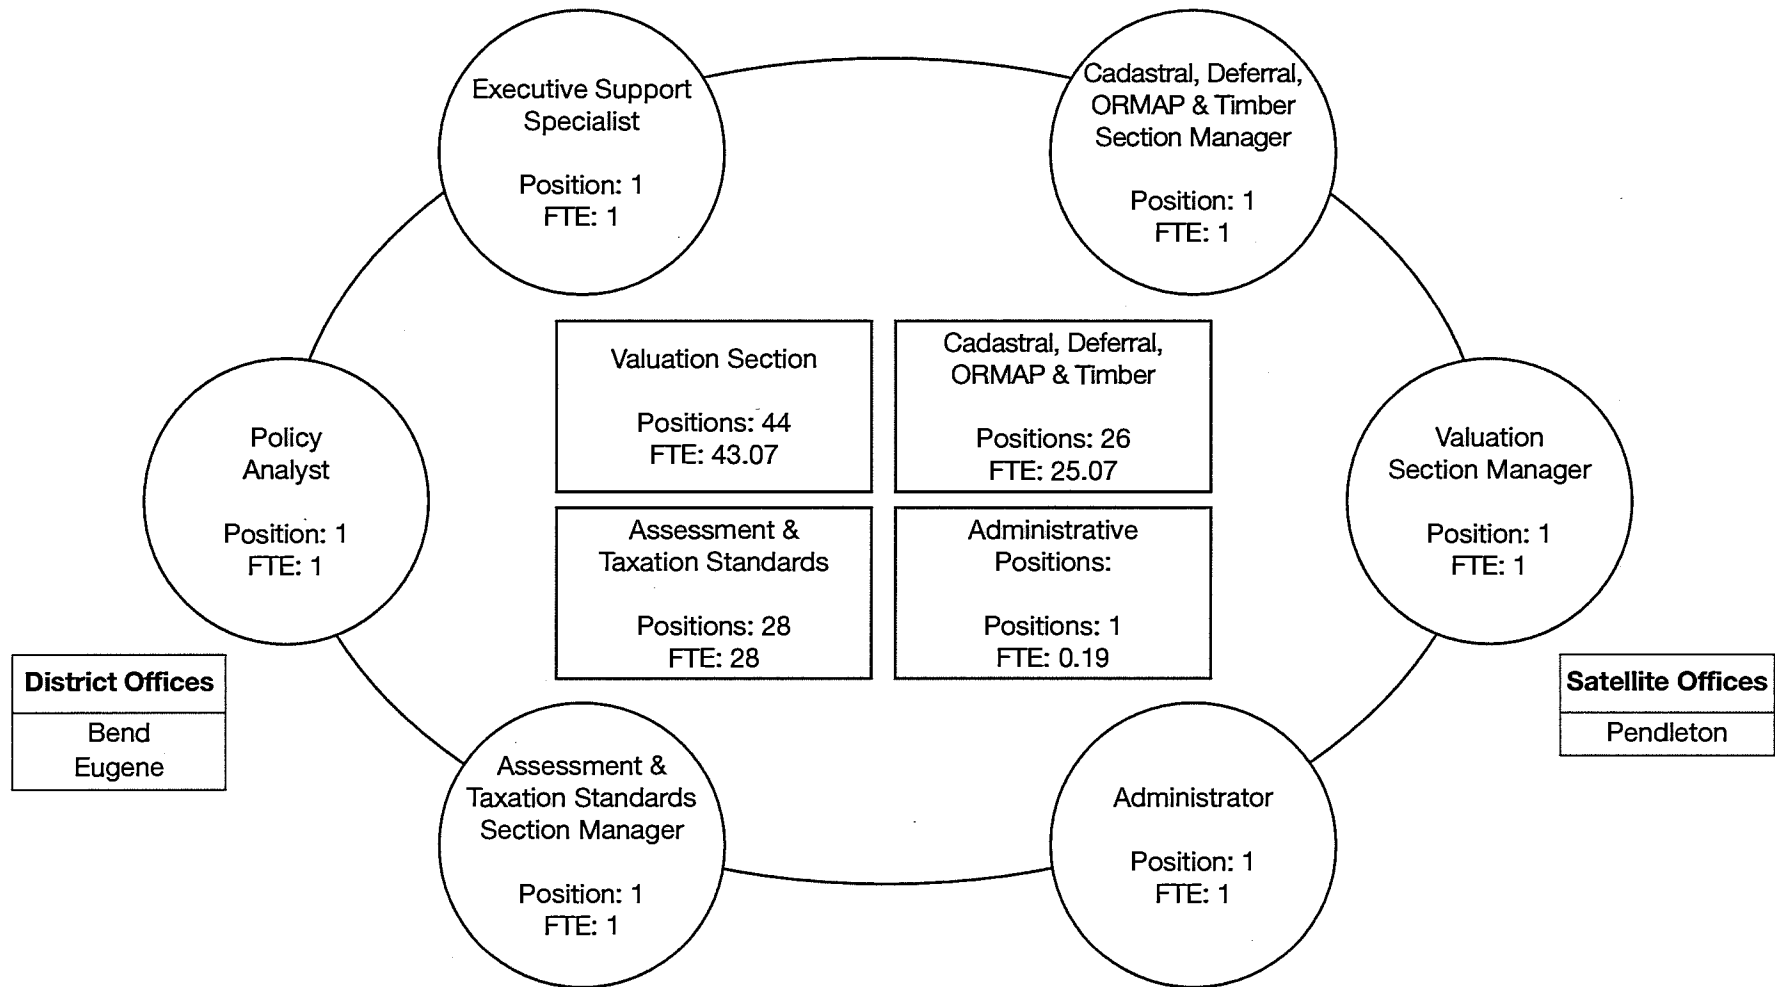 Executive Support
Specialist
Position: 1
FTE: 1
Cadastral, Deferral,
ORMAP & Timber
Section Manager
Position: 1
FTE: 1
Valuation Section
Positions: 44
FTE: 43.07
Cadastral, Deferral,
ORMAP & Timber
Positions: 26
FTE: 25.07
Policy
Analyst
Position: 1
FTE: 1
Valuation
Section Manager
Position: 1
FTE: 1
Assessment &
Taxation Standards
Positions: 28
FTE: 28
Administrative
Positions:
Positions: 1
FTE: 0.19
District Offices
Bend
Eugene
Satellite Offices
Pendleton
Assessment &
Taxation Standards
Section Manager
Position: 1
FTE: 1
Administrator
Position: 1
FTE: 1